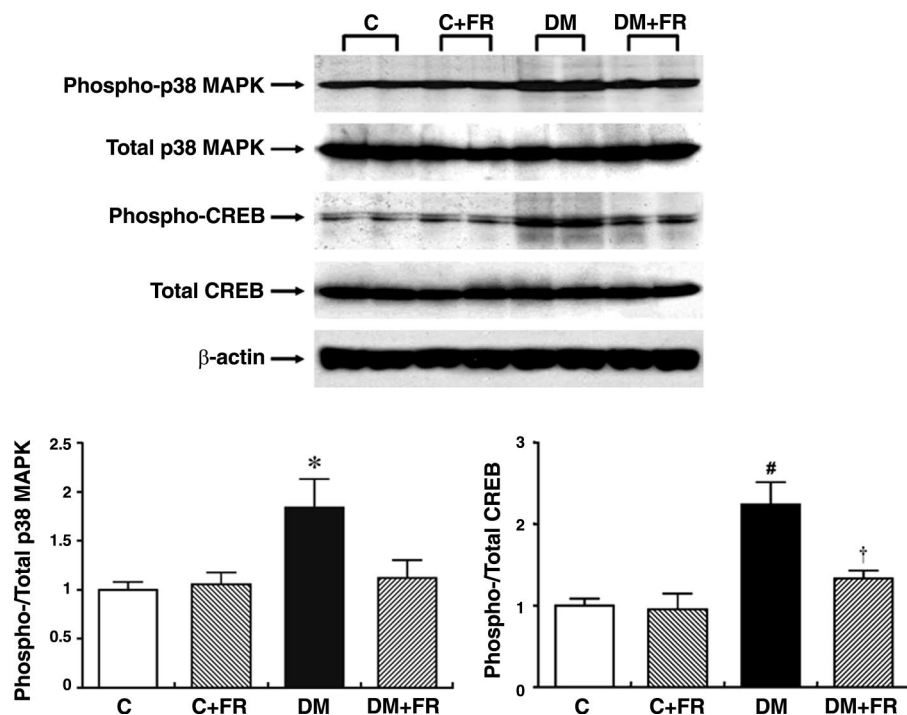 C C+FR DM DM+FR
Phospho-p38 MAPK
Total p38 MAPK
Phospho-CREB
Total CREB
β-actin
Phospho-/Total p38 MAPK
2.5
2
1.5
1
0.5
0
*
C C+FR DM DM+FR
Phospho-/Total CREB
3
2
1
0
#
†
C C+FR DM DM+FR